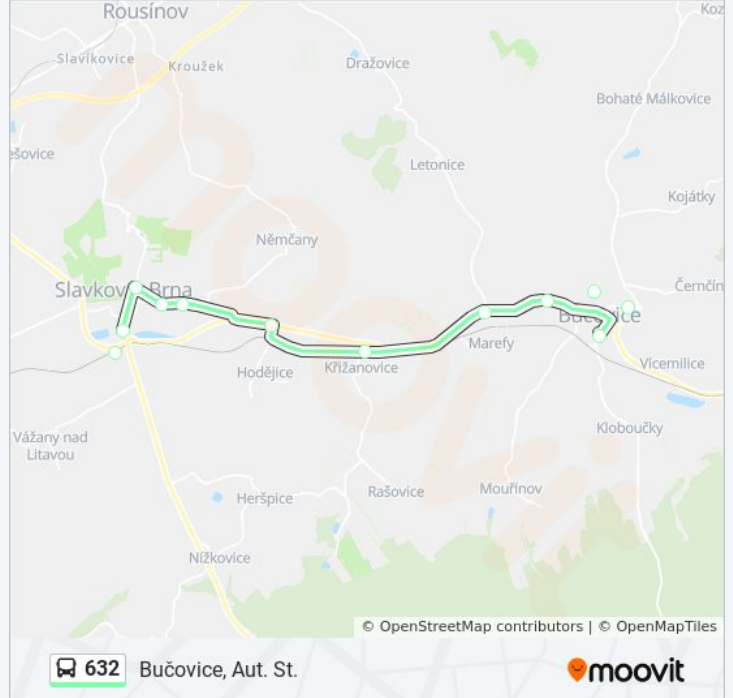 Rousínov
Koz
Slavíkovice
Kroužek
Dražovice
Bohaté Málkovice
ešovice
Letonice
Kojátky
Němčany
Slavkov u Brna
Černčín
Bučovice
Marefy
Křižanovice
Hodějice
Vícemilice
Kloboučky
Vážany nad
Litavou
Heršpice
Rašovice
Mouřínov
Nížkovice
moovit
© OpenStreetMap contributors | © OpenMapTiles
632 Bučovice, Aut. St.
moovit